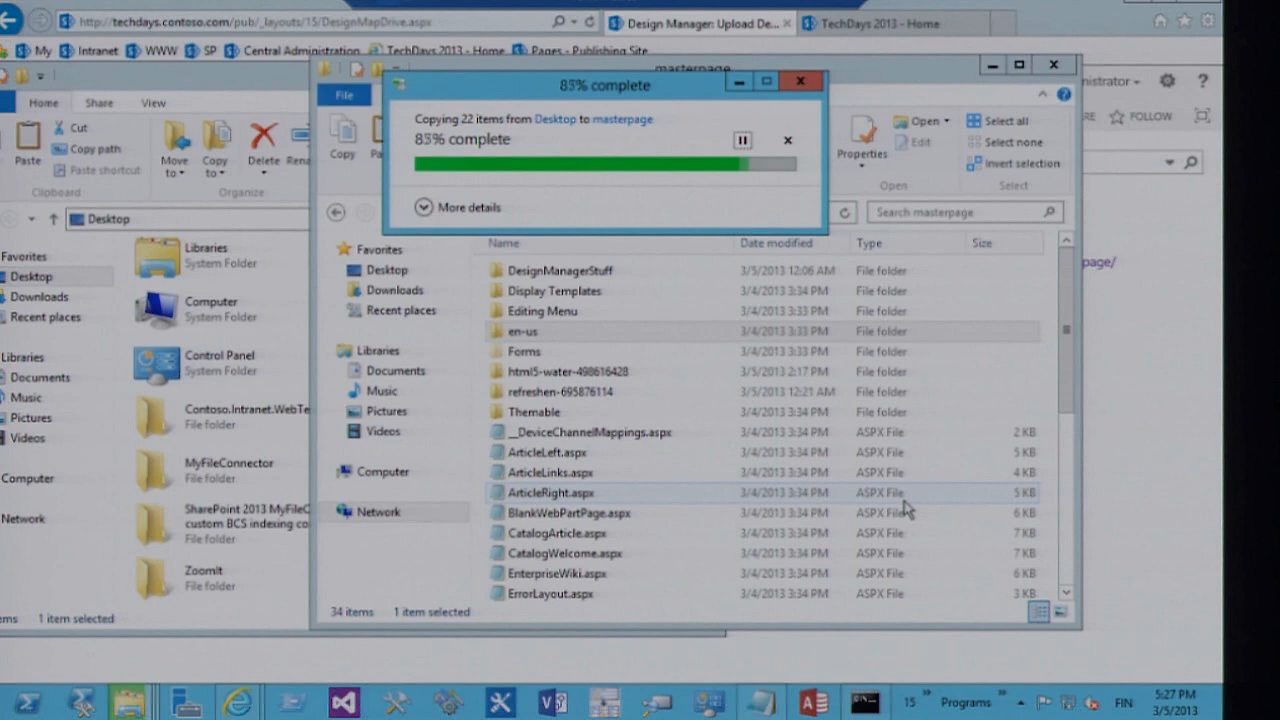 http://techdays.contoso.com/pub/_layouts/15/DesignMapDrive.aspx
Design Manager: Upload De...
TechDays 2013 - Home
My
Intranet
WWW
SP
Central Administration
TechDays 2013 - Home
Pages - Publishing Site
masterpage
Home
Share
View
File
Paste
Cut
Copy path
Paste shortcut
Clipboard
Move to
Copy to
Delete
Organize
Desktop
Copy
83% complete
Copying 22 items from Desktop to masterpage
83% complete
More details
Properties
Open
Edit
Open
Select all
Select none
Invert selection
Select
FOLLOW
Search masterpage
page/
Favorites
Desktop
Downloads
Recent places
Libraries
Documents
Music
Pictures
Videos
Computer
Network
Libraries
System Folder
Computer
System Folder
Control Panel
System Folder
Contoso.Intranet.WebTe
File folder
MyFileConnector
File folder
SharePoint 2013 MyFileC
custom BCS indexing co
File folder
ZoomIt
File folder
1 item selected
Favorites
Desktop
Downloads
Recent places
Libraries
Documents
Music
Pictures
Videos
Computer
Network
Name Date modified Type Size
DesignManagerStuff 3/5/2013 12:06 AM File folder
Display Templates 3/4/2013 3:34 PM File folder
Editing Menu 3/4/2013 3:33 PM File folder
en-us 3/4/2013 3:33 PM File folder
Forms 3/4/2013 3:33 PM File folder
html5-water-498616428 3/5/2013 2:17 PM File folder
refreshen-695876114 3/5/2013 12:21 AM File folder
Themable 3/4/2013 3:34 PM File folder
__DeviceChannelMappings.aspx 3/4/2013 3:34 PM ASPX File 2 KB
ArticleLeft.aspx 3/4/2013 3:34 PM ASPX File 5 KB
ArticleLinks.aspx 3/4/2013 3:34 PM ASPX File 4 KB
ArticleRight.aspx 3/4/2013 3:34 PM ASPX File 5 KB
BlankWebPartPage.aspx 3/4/2013 3:34 PM ASPX File 6 KB
CatalogArticle.aspx 3/4/2013 3:34 PM ASPX File 7 KB
CatalogWelcome.aspx 3/4/2013 3:34 PM ASPX File 7 KB
EnterpriseWiki.aspx 3/4/2013 3:34 PM ASPX File 6 KB
ErrorLayout.aspx 3/4/2013 3:34 PM ASPX File 3 KB
34 items 1 item selected
15
Programs
FIN
5:27 PM
3/5/2013